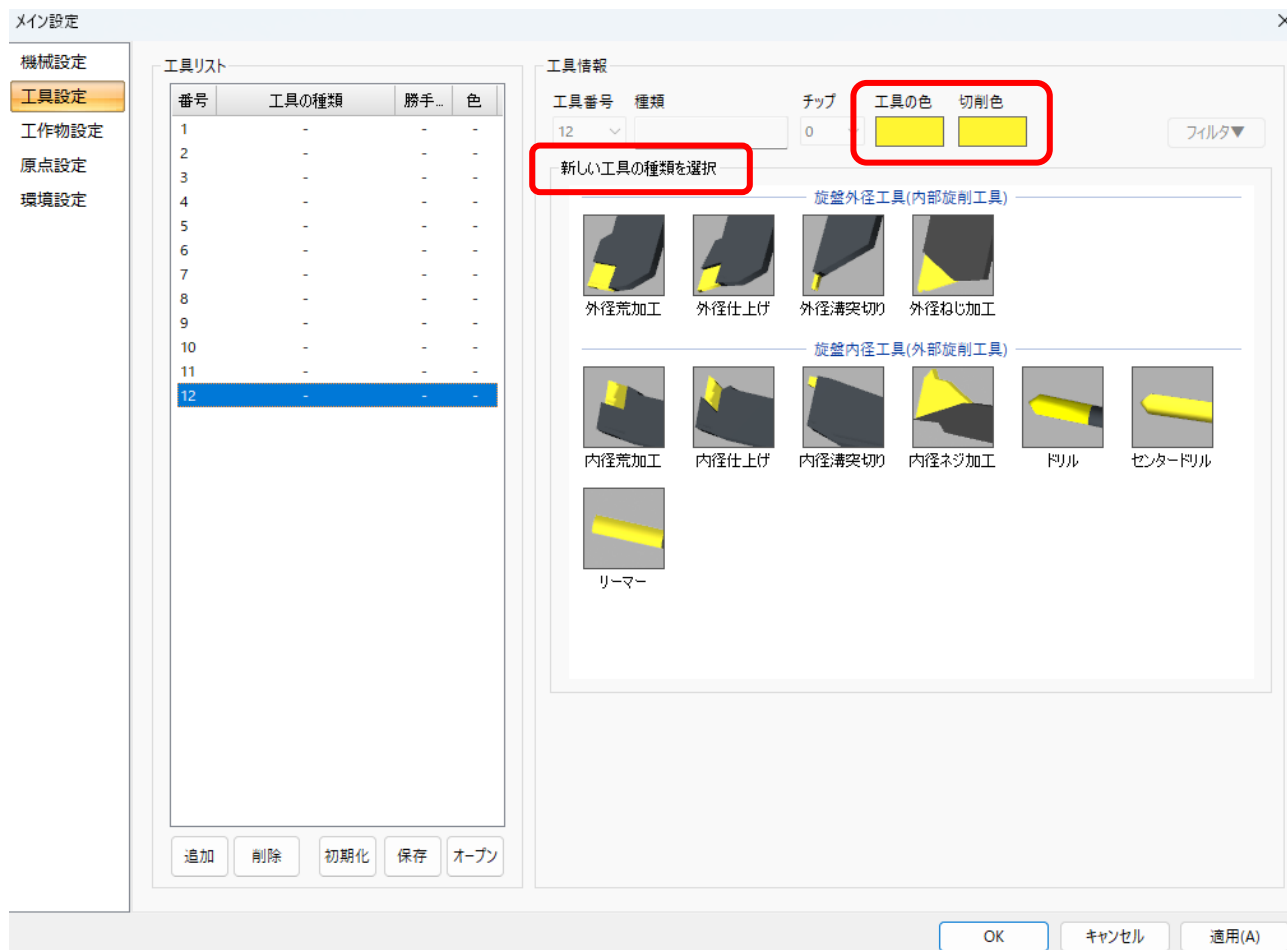 メイン設定
機械設定
工具設定
工作物設定
原点設定
環境設定
工具リスト
番号 工具の種類 勝手... 色
1 - - -
2 - - -
3 - - -
4 - - -
5 - - -
6 - - -
7 - - -
8 - - -
9 - - -
10 - - -
11 - - -
12 - - -
追加 削除 初期化 保存 オープン
工具情報
工具番号 種類 チップ 工具の色 切削色
12 0 フィルタ▼
新しい工具の種類を選択
旋盤外径工具(内部旋削工具)
外径荒加工 外径仕上げ 外径溝突切り 外径ねじ加工
旋盤内径工具(外部旋削工具)
内径荒加工 内径仕上げ 内径溝突切り 内径ネジ加工 ドリル センタードリル
リーマー
OK キャンセル 適用(A)